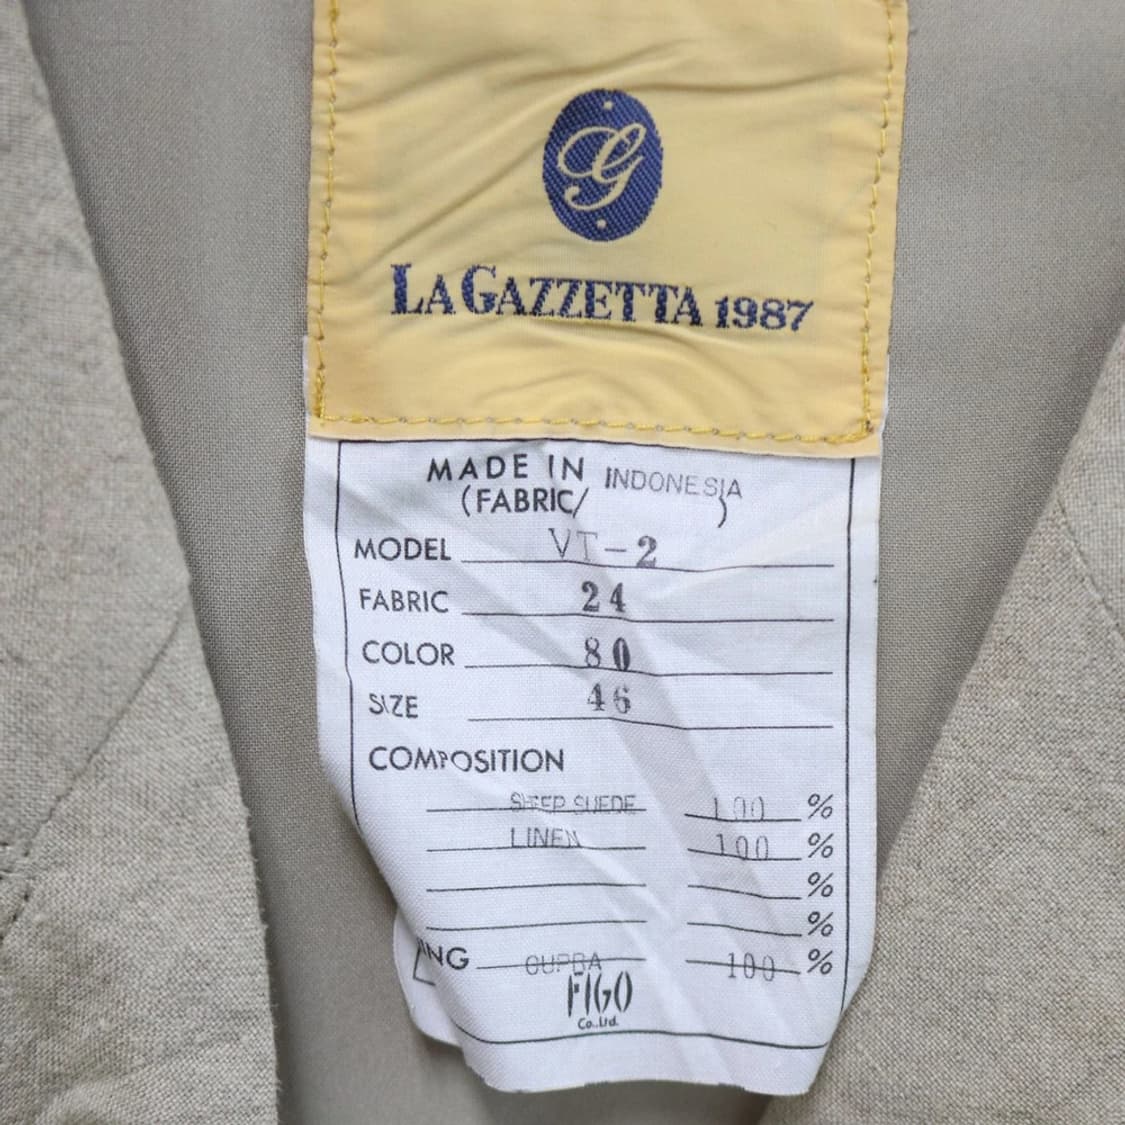 G
LA GAZZETTA 1987
MADE IN INDONESIA
(FABRIC/ )
MODEL VT-2
FABRIC 24
COLOR 80
SIZE 46
COMPOSITION
SHEEP SUEDE 100 %
LINEN 100 %
%
%
ING CUPRA 100 %
FIGO
Co.,Ltd.